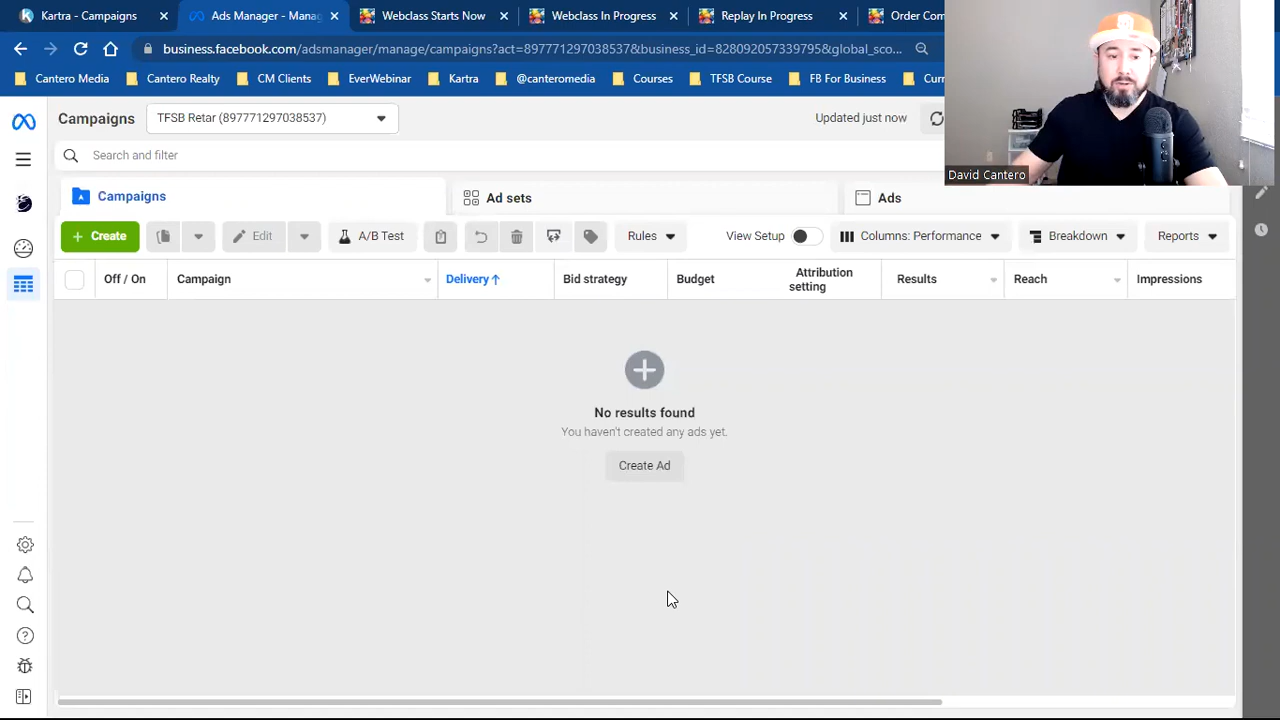 Kartra - Campaigns
Ads Manager - Manag
Webclass Starts Now
Webclass In Progress
Replay In Progress
Order Com
business.facebook.com/adsmanager/manage/campaigns?act=897771297038537&business_id=8280920573397​95&global_sco...
Cantero Media
Cantero Realty
CM Clients
EverWebinar
Kartra
@canteromedia
Courses
TFSB Course
FB For Business
Curr
Campaigns
TFSB Retar (897771297038537)
Updated just now
Search and filter
David Cantero
Campaigns
Ad sets
Ads
+ Create
Edit
A/B Test
Rules
View Setup
Columns: Performance
Breakdown
Reports
Off / On
Campaign
Delivery ↑
Bid strategy
Budget
Attribution
setting
Results
Reach
Impressions
No results found
You haven't created any ads yet.
Create Ad